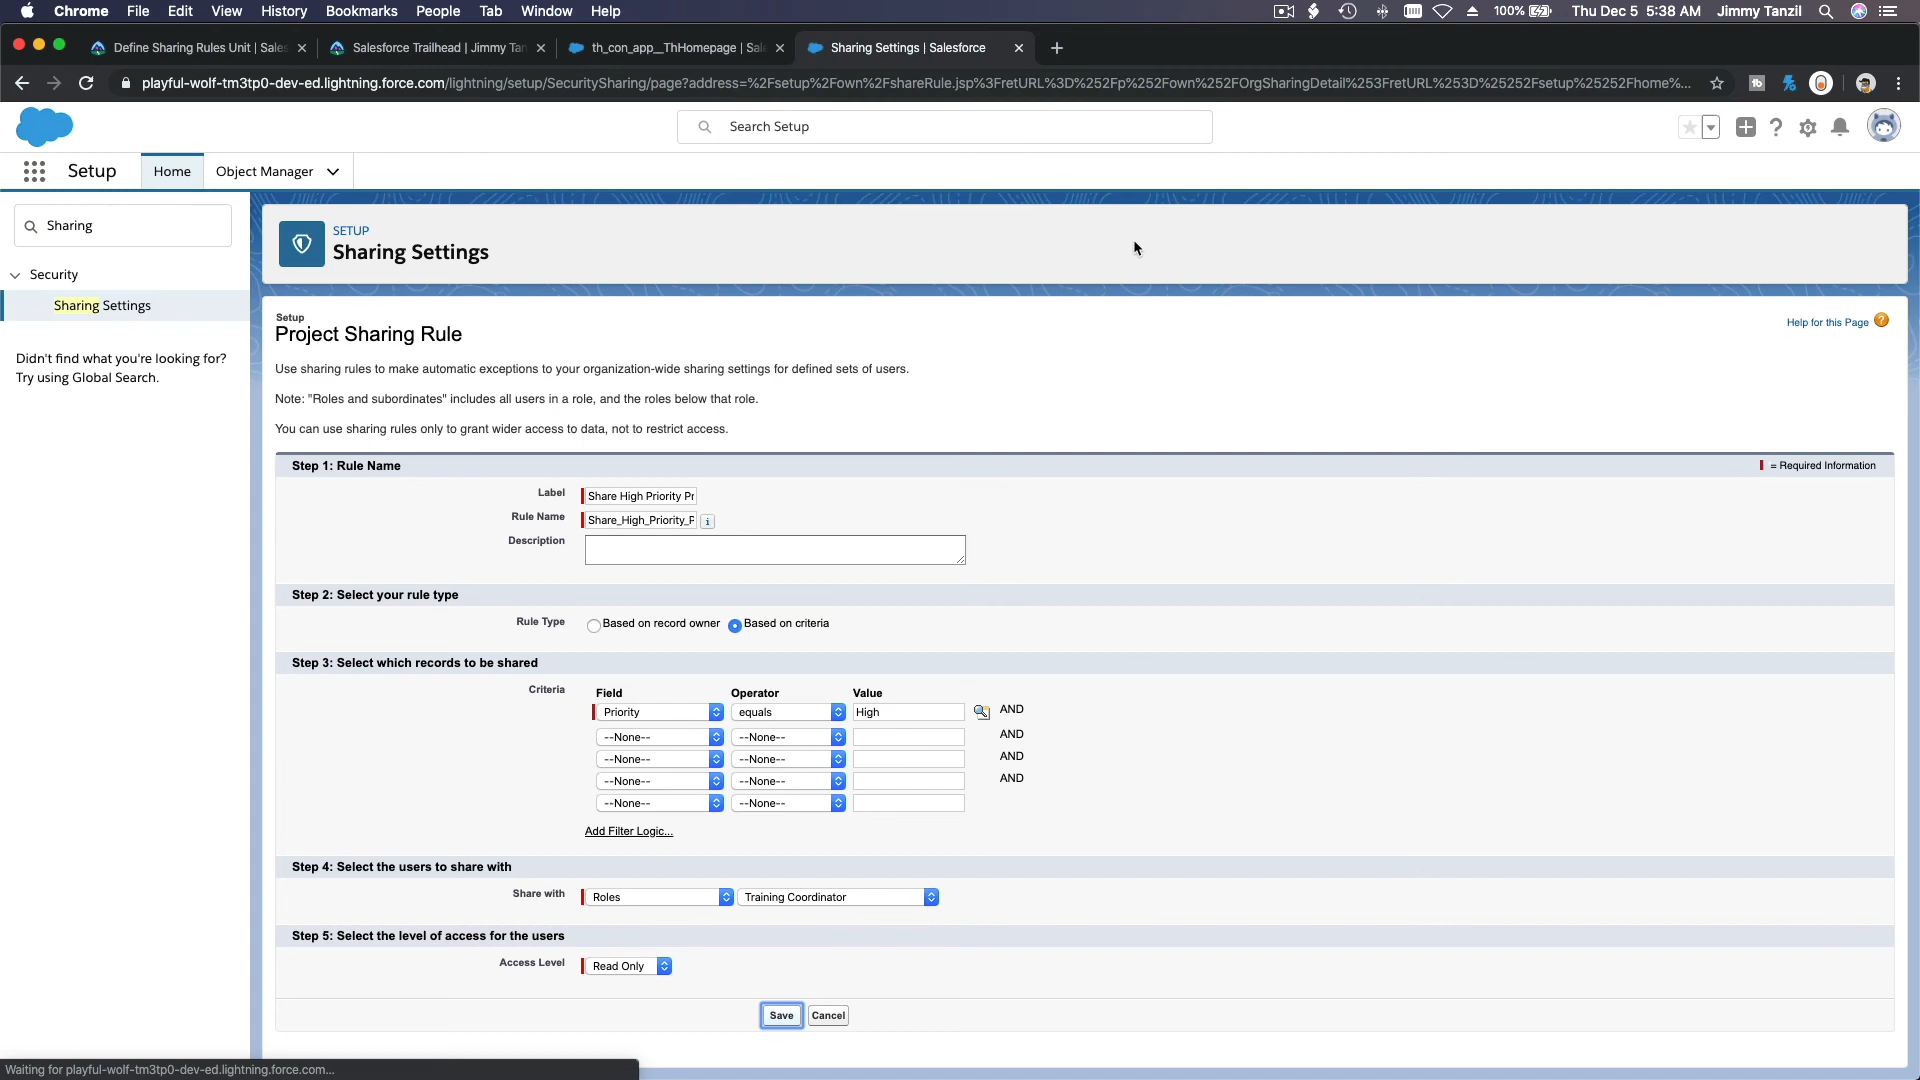 Chrome File Edit View History Bookmarks People Tab Window Help 100% Thu Dec 5 5:38 AM Jimmy Tanzil
Define Sharing Rules Unit | Sales Salesforce Trailhead | Jimmy Tan th_con_app__ThHomepage | Sal Sharing Settings | Salesforce
playful-wolf-tm3tp0-dev-ed.lightning.force.com/lightning/setup/SecuritySharing/page?address=%2Fsetup%2Fown%2FshareRule.jsp%3FretURL%3D%252Fp%252Fown%252FOrgSharingDetail%253FretURL%253D%25252Fsetup%25252Fhome%...
Search Setup
Setup Home Object Manager
Sharing
Security
Sharing Settings
Didn't find what you're looking for?
Try using Global Search.
SETUP
Sharing Settings
Setup
Project Sharing Rule
Help for this Page ?
Use sharing rules to make automatic exceptions to your organization-wide sharing settings for defined sets of users.
Note: "Roles and subordinates" includes all users in a role, and the roles below that role.
You can use sharing rules only to grant wider access to data, not to restrict access.
Step 1: Rule Name = Required Information
Label Share High Priority Pr
Rule Name Share_High_Priority_P i
Description
Step 2: Select your rule type
Rule Type Based on record owner Based on criteria
Step 3: Select which records to be shared
Criteria Field Operator Value
Priority equals High AND
--None-- --None-- AND
--None-- --None-- AND
--None-- --None-- AND
--None-- --None--
Add Filter Logic...
Step 4: Select the users to share with
Share with Roles Training Coordinator
Step 5: Select the level of access for the users
Access Level Read Only
Save Cancel
Waiting for playful-wolf-tm3tp0-dev-ed.lightning.force.com...